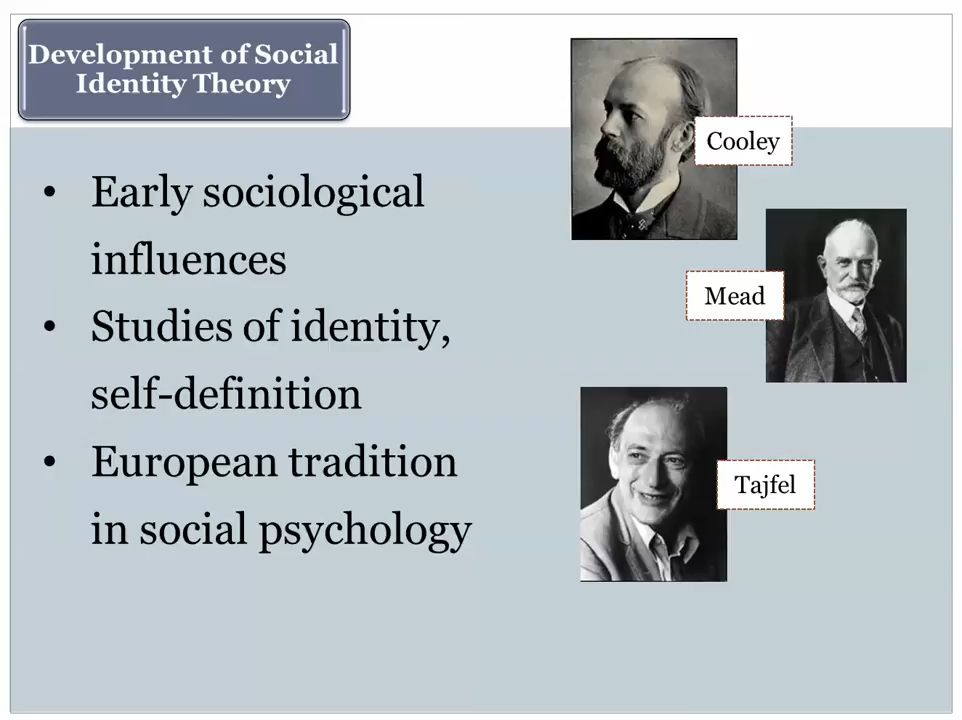 Development of Social
Identity Theory
• Early sociological
influences
• Studies of identity,
self-definition
• European tradition
in social psychology
Cooley
Mead
Tajfel